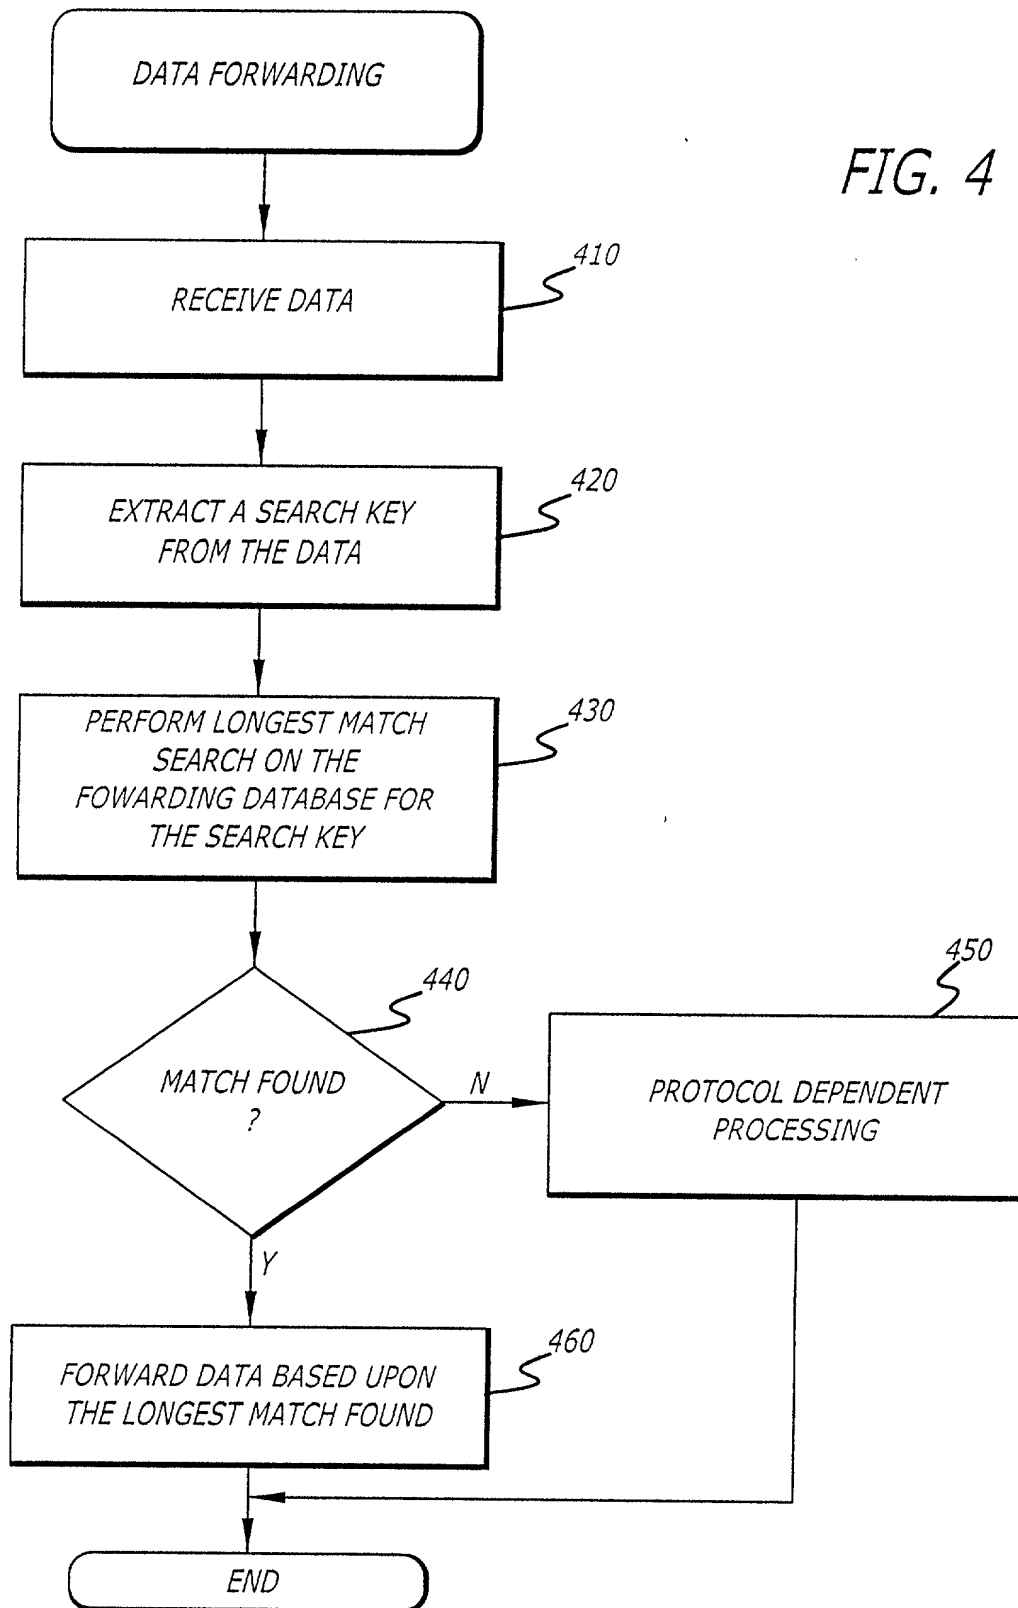 DATA FORWARDING
FIG. 4
410
RECEIVE DATA
420
EXTRACT A SEARCH KEY
FROM THE DATA
430
PERFORM LONGEST MATCH
SEARCH ON THE
FOWARDING DATABASE FOR
THE SEARCH KEY
440
450
MATCH FOUND
?
N
PROTOCOL DEPENDENT
PROCESSING
Y
460
FORWARD DATA BASED UPON
THE LONGEST MATCH FOUND
END